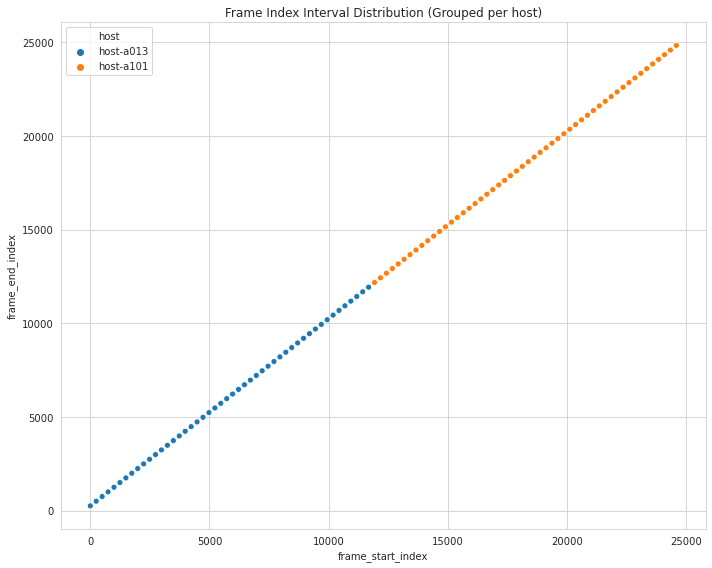 Frame Index Interval Distribution (Grouped per host)
host
host-a013
host-a101
25000
20000
15000
10000
5000
0
frame_end_index
0 5000 10000 15000 20000 25000
frame_start_index